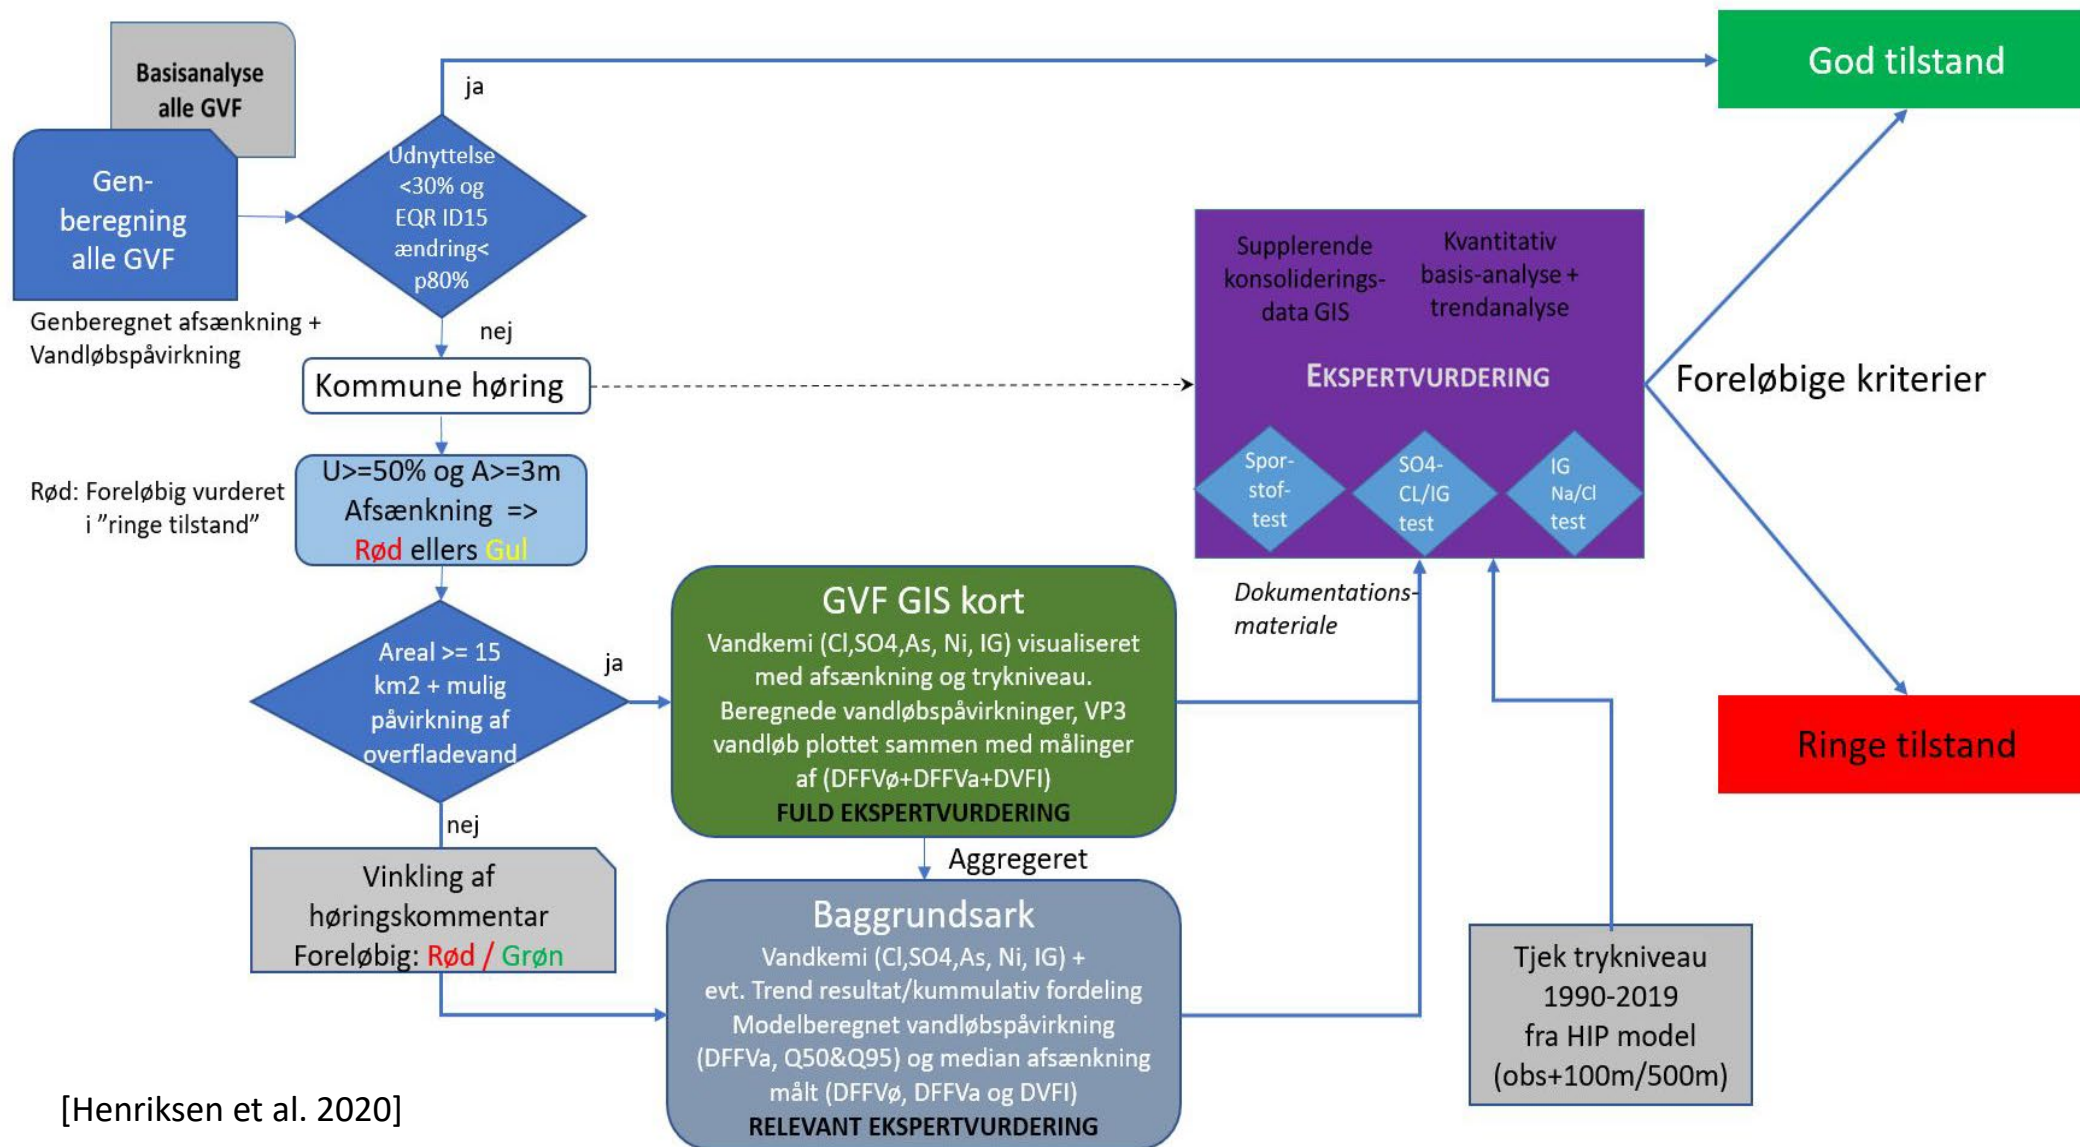 Basisanalyse
alle GVF
Gen-
beregning
alle GVF
Genberegnet afsænkning +
Vandløbspåvirkning
ja
Udnyttelse
<30% og
EQR ID15
ændring<
p80%
nej
Kommune høring
Rød: Foreløbig vurderet
i ”ringe tilstand”
U>=50% og A>=3m
Afsænkning =>
Rød ellers Gul
Areal >= 15
km2 + mulig
påvirkning af
overfladevand
ja
nej
Vinkling af
høringskommentar
Foreløbig: Rød / Grøn
GVF GIS kort
Vandkemi (Cl,SO4,As, Ni, IG) visualiseret
med afsænkning og trykniveau.
Beregnede vandløbspåvirkninger, VP3
vandløb plottet sammen med målinger
af (DFFVø+DFFVa+DVFI)
FULD EKSPERTVURDERING
Aggregeret
Baggrundsark
Vandkemi (Cl,SO4,As, Ni, IG) +
evt. Trend resultat/kummulativ fordeling
Modelberegnet vandløbspåvirkning
(DFFVa, Q50&Q95) og median afsænkning
målt (DFFVø, DFFVa og DVFI)
RELEVANT EKSPERTVURDERING
Supplerende
konsoliderings-
data GIS
Kvantitativ
basis-analyse +
trendanalyse
EKSPERTVURDERING
Spor-
stof-
test
SO4-
CL/IG
test
IG
Na/Cl
test
Dokumentations-
materiale
Tjek trykniveau
1990-2019
fra HIP model
(obs+100m/500m)
God tilstand
Foreløbige kriterier
Ringe tilstand
[Henriksen et al. 2020]